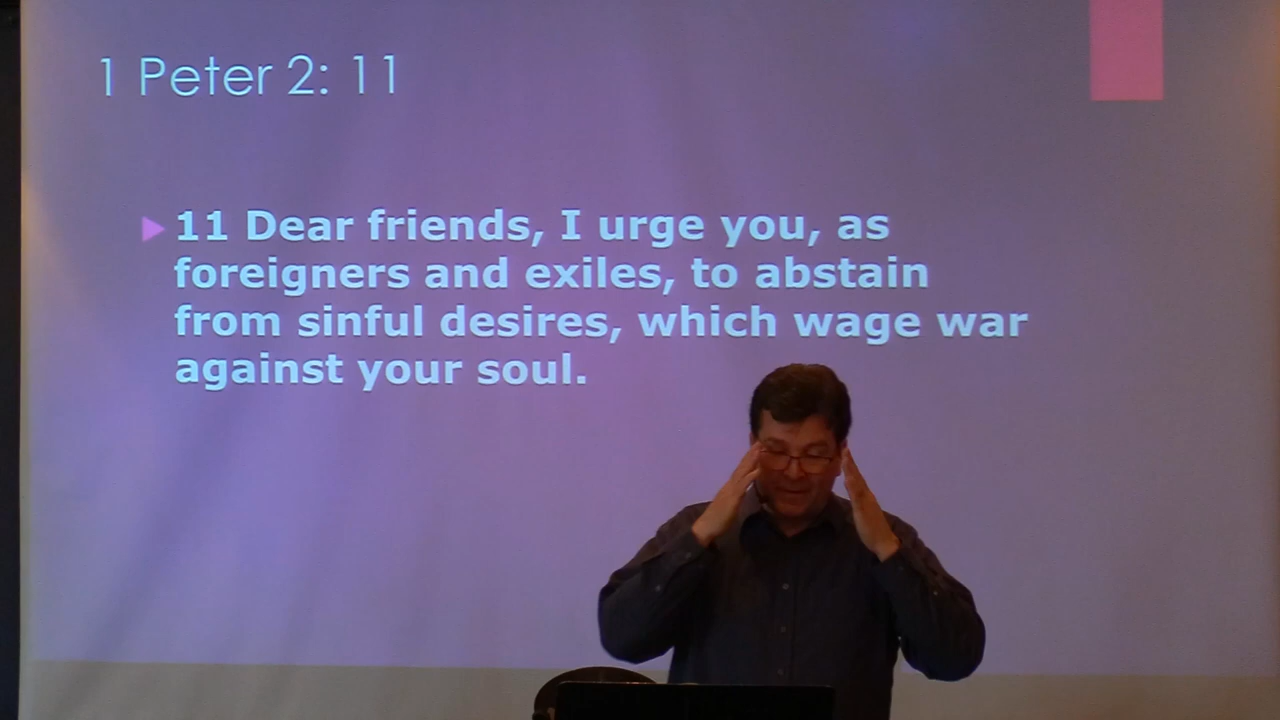 1 Peter 2: 11
11 Dear friends, I urge you, as
foreigners and exiles, to abstain
from sinful desires, which wage war
against your soul.